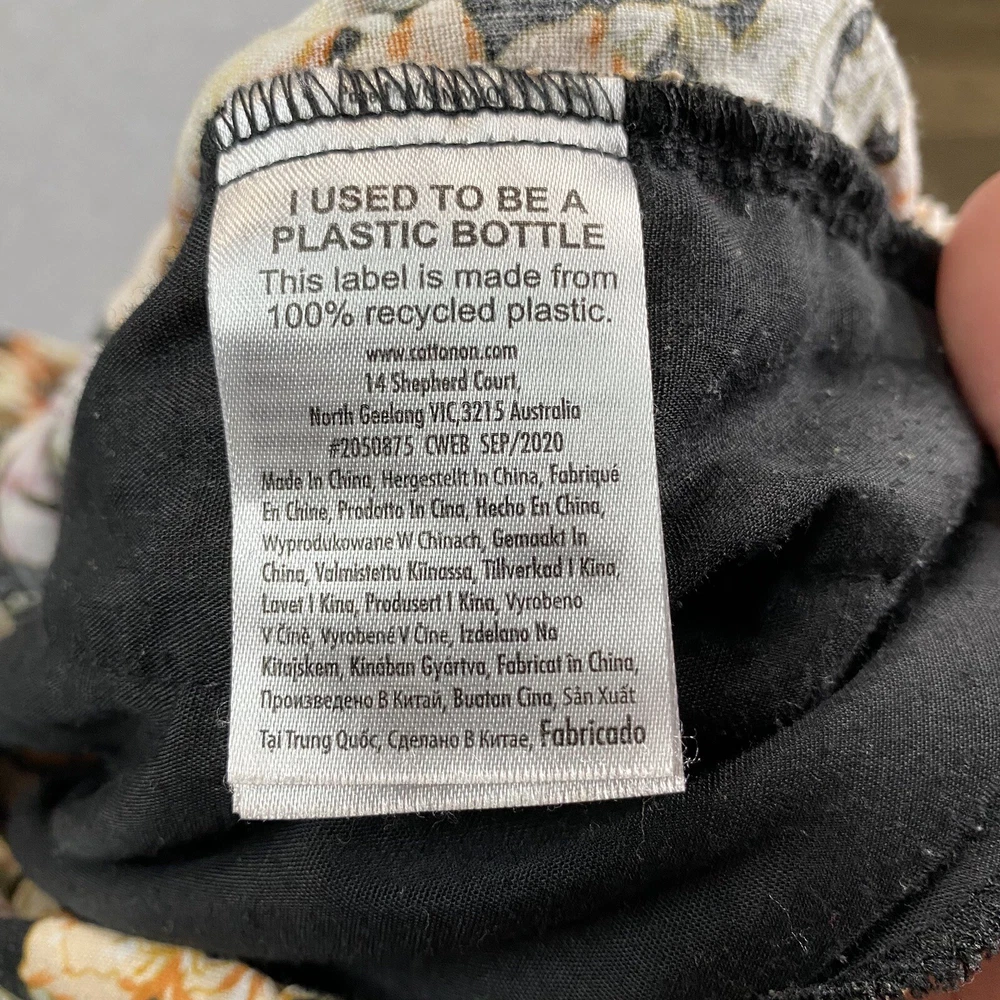 I USED TO BE A
PLASTIC BOTTLE
This label is made from
100% recycled plastic.
www.cottonon.com
14 Shepherd Court,
North Geelong VIC,3215 Australia
#2050875 CWEB SEP/2020
Made In China, Hergestellt In China, Fabriqué
En Chine, Prodotto In Cina, Hecho En China,
Wyprodukowane W Chinach, Gemaakt In
China, Valmistettu Kiinassa, Tillverkad I Kina,
Lavet I Kina, Produsert I Kina, Vyrobeno
V Číně, Vyrobené V Číne, Izdelano Na
Kitajskem, Kínában Gyártva, Fabricat în China,
Произведено В Китай, Buatan Cina, Sản Xuất
Tại Trung Quốc, Сделано В Китае, Fabricado